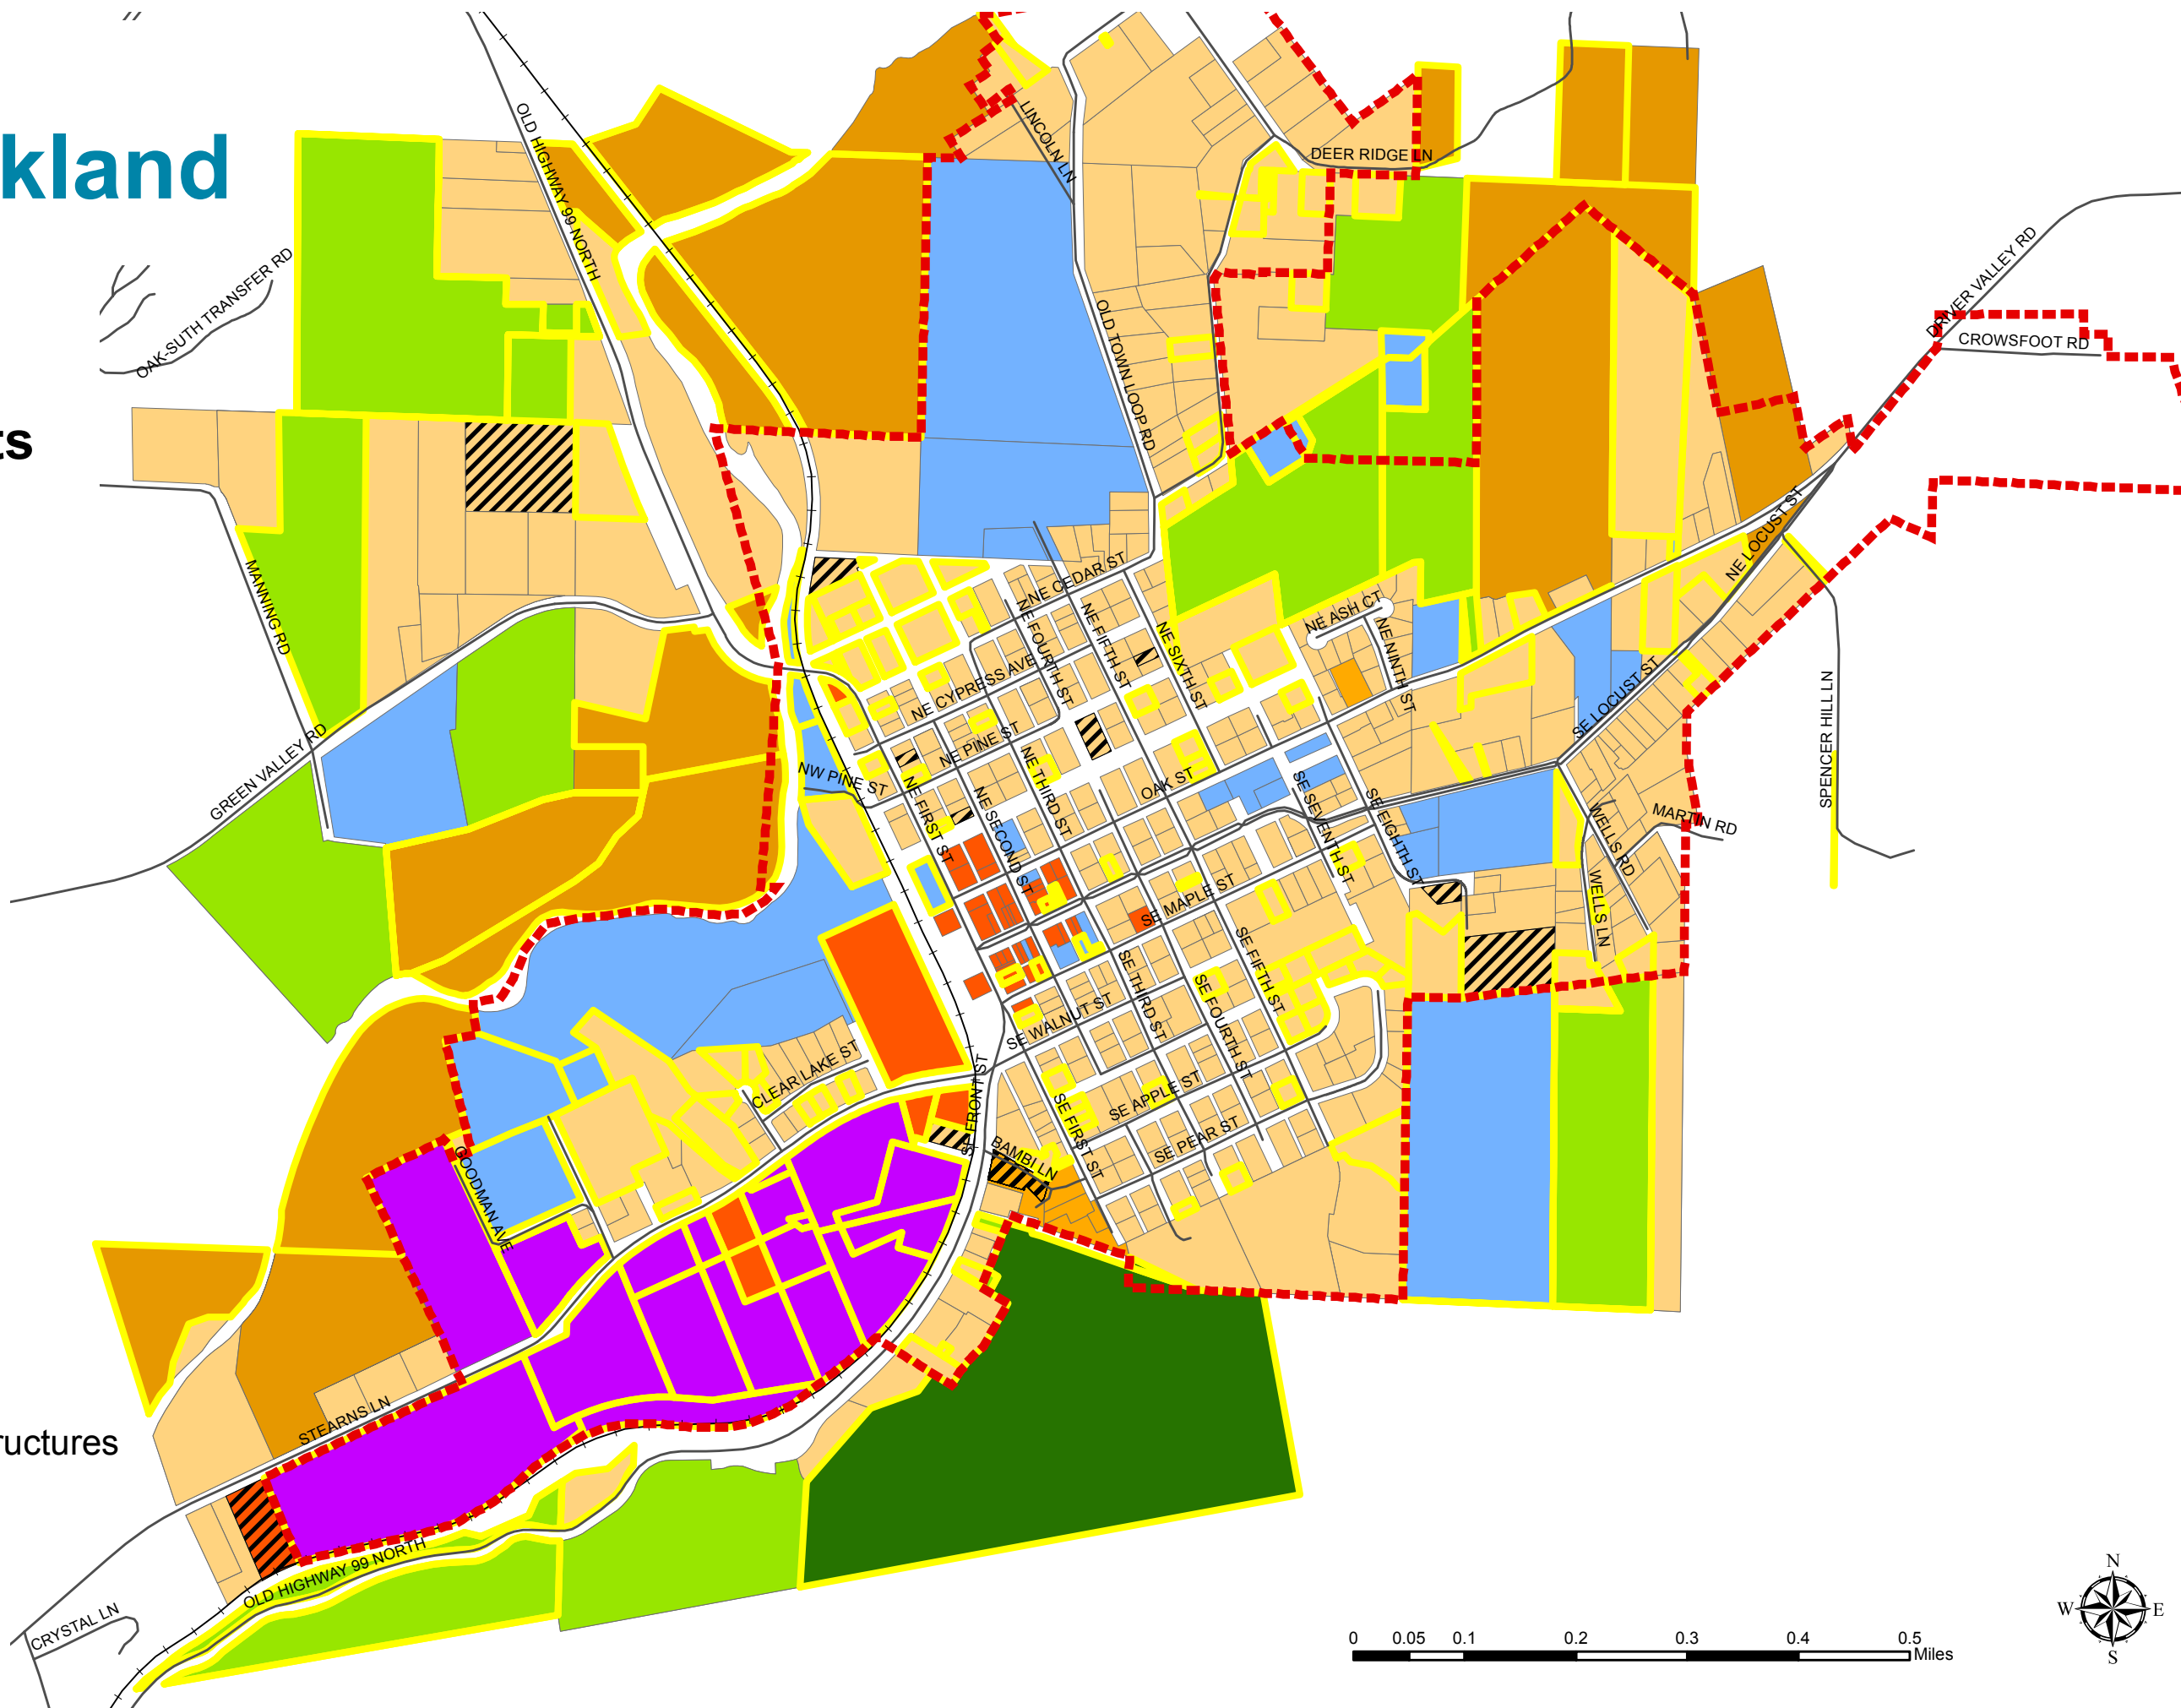 kland
ts
ructures
OLD HIGHWAY 99 NORTH
LINCOLN LN
DEER RIDGE LN
OAK-SUTH TRANSFER RD
OLD TOWN LOOP RD
DRIVER VALLEY RD
CROWSFOOT RD
MANNING RD
NE LOCUST ST
NE CEDAR ST
NE ASH CT
NE FOURTH ST
NE FIFTH ST
NE SIXTH ST
NE NINTH ST
NE CYPRESS AVE
SE LOCUST ST
SPENCER HILL LN
GREEN VALLEY RD
NE PINE ST
NW PINE ST
NE FIRST ST
NE SECOND ST
NE THIRD ST
OAK ST
SE SEVENTH ST
SE EIGHTH ST
WELLS RD
MARTIN RD
WELLS LN
SE MAPLE ST
SE FIFTH ST
SE THIRD ST
SE FOURTH ST
SE WALNUT ST
CLEAR LAKE ST
SE FRONT ST
SE APPLE ST
SE FIRST ST
BAMBI LN
SE PEAR ST
GOODMAN AVE
STEARNS LN
OLD HIGHWAY 99 NORTH
CRYSTAL LN
N
W E
S
0 0.05 0.1 0.2 0.3 0.4 0.5
Miles